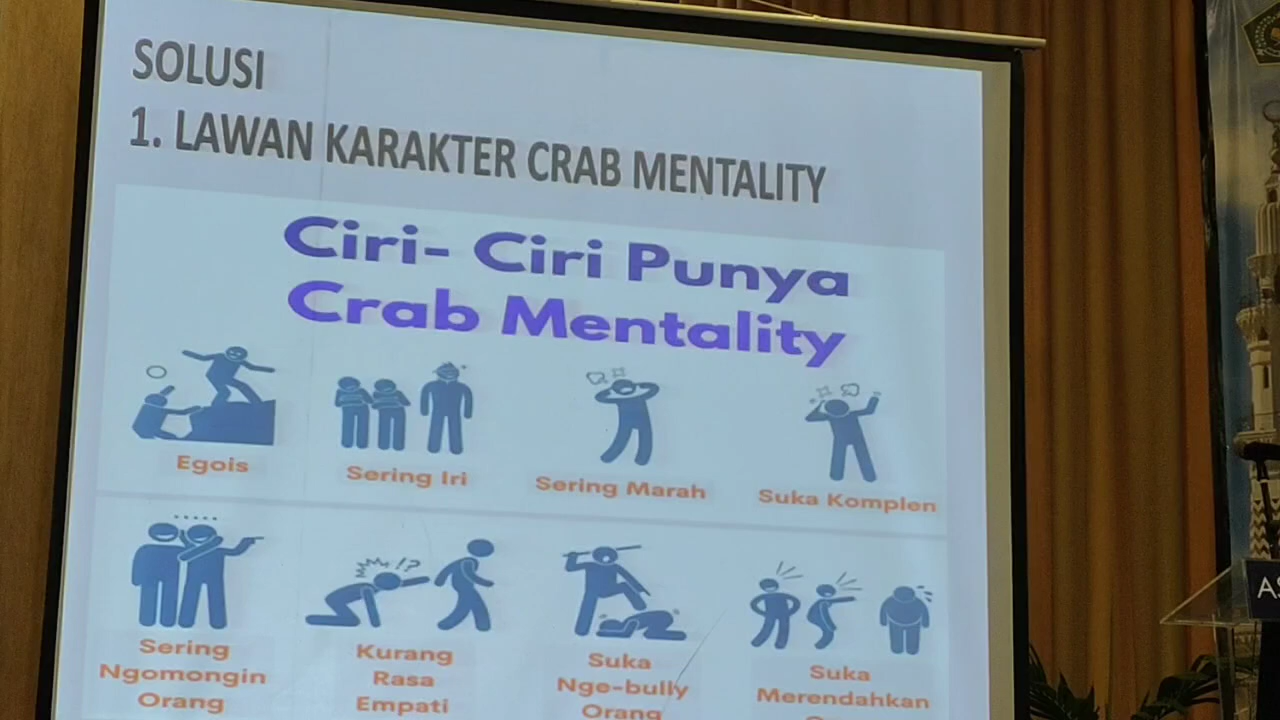 SOLUSI
1. LAWAN KARAKTER CRAB MENTALITY
Ciri- Ciri Punya
Crab Mentality
Egois
Sering Iri
Sering Marah
Suka Komplen
Sering
Ngomongin
Orang
Kurang
Rasa
Empati
Suka
Nge-bully
Orang
Suka
Merendahkan